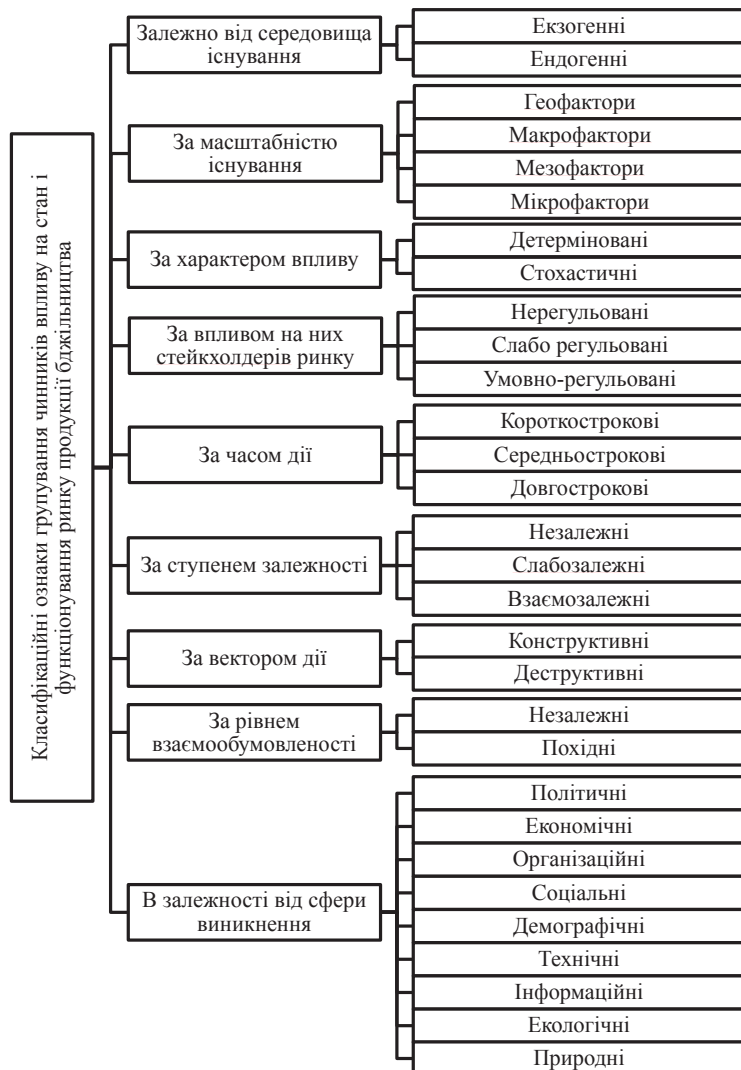 Класифікаційні ознаки групування чинників впливу на стан і
функціонування ринку продукції бджільництва
Залежно від середовища
існування
Екзогенні
Ендогенні
За масштабністю
існування
Геофактори
Макрофактори
Мезофактори
Мікрофактори
За характером впливу
Детерміновані
Стохастичні
За впливом на них
стейкхолдерів ринку
Нерегульовані
Слабо регульовані
Умовно-регульовані
За часом дії
Короткострокові
Середньострокові
Довгострокові
За ступенем залежності
Незалежні
Слабозалежні
Взаємозалежні
За вектором дії
Конструктивні
Деструктивні
За рівнем
взаємообумовленості
Незалежні
Похідні
В залежності від сфери
виникнення
Політичні
Економічні
Організаційні
Соціальні
Демографічні
Технічні
Інформаційні
Екологічні
Природні